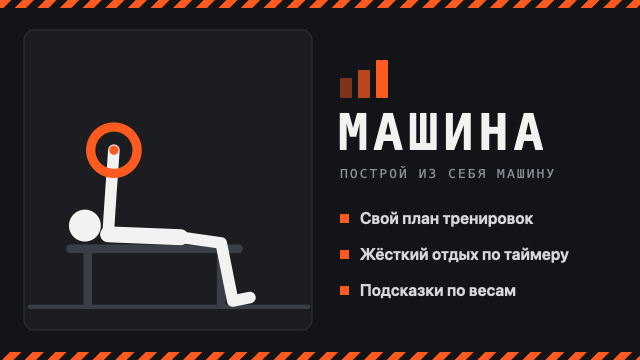 МАШИНА
ПОСТРОЙ ИЗ СЕБЯ МАШИНУ
Свой план тренировок
Жёсткий отдых по таймеру
Подсказки по весам